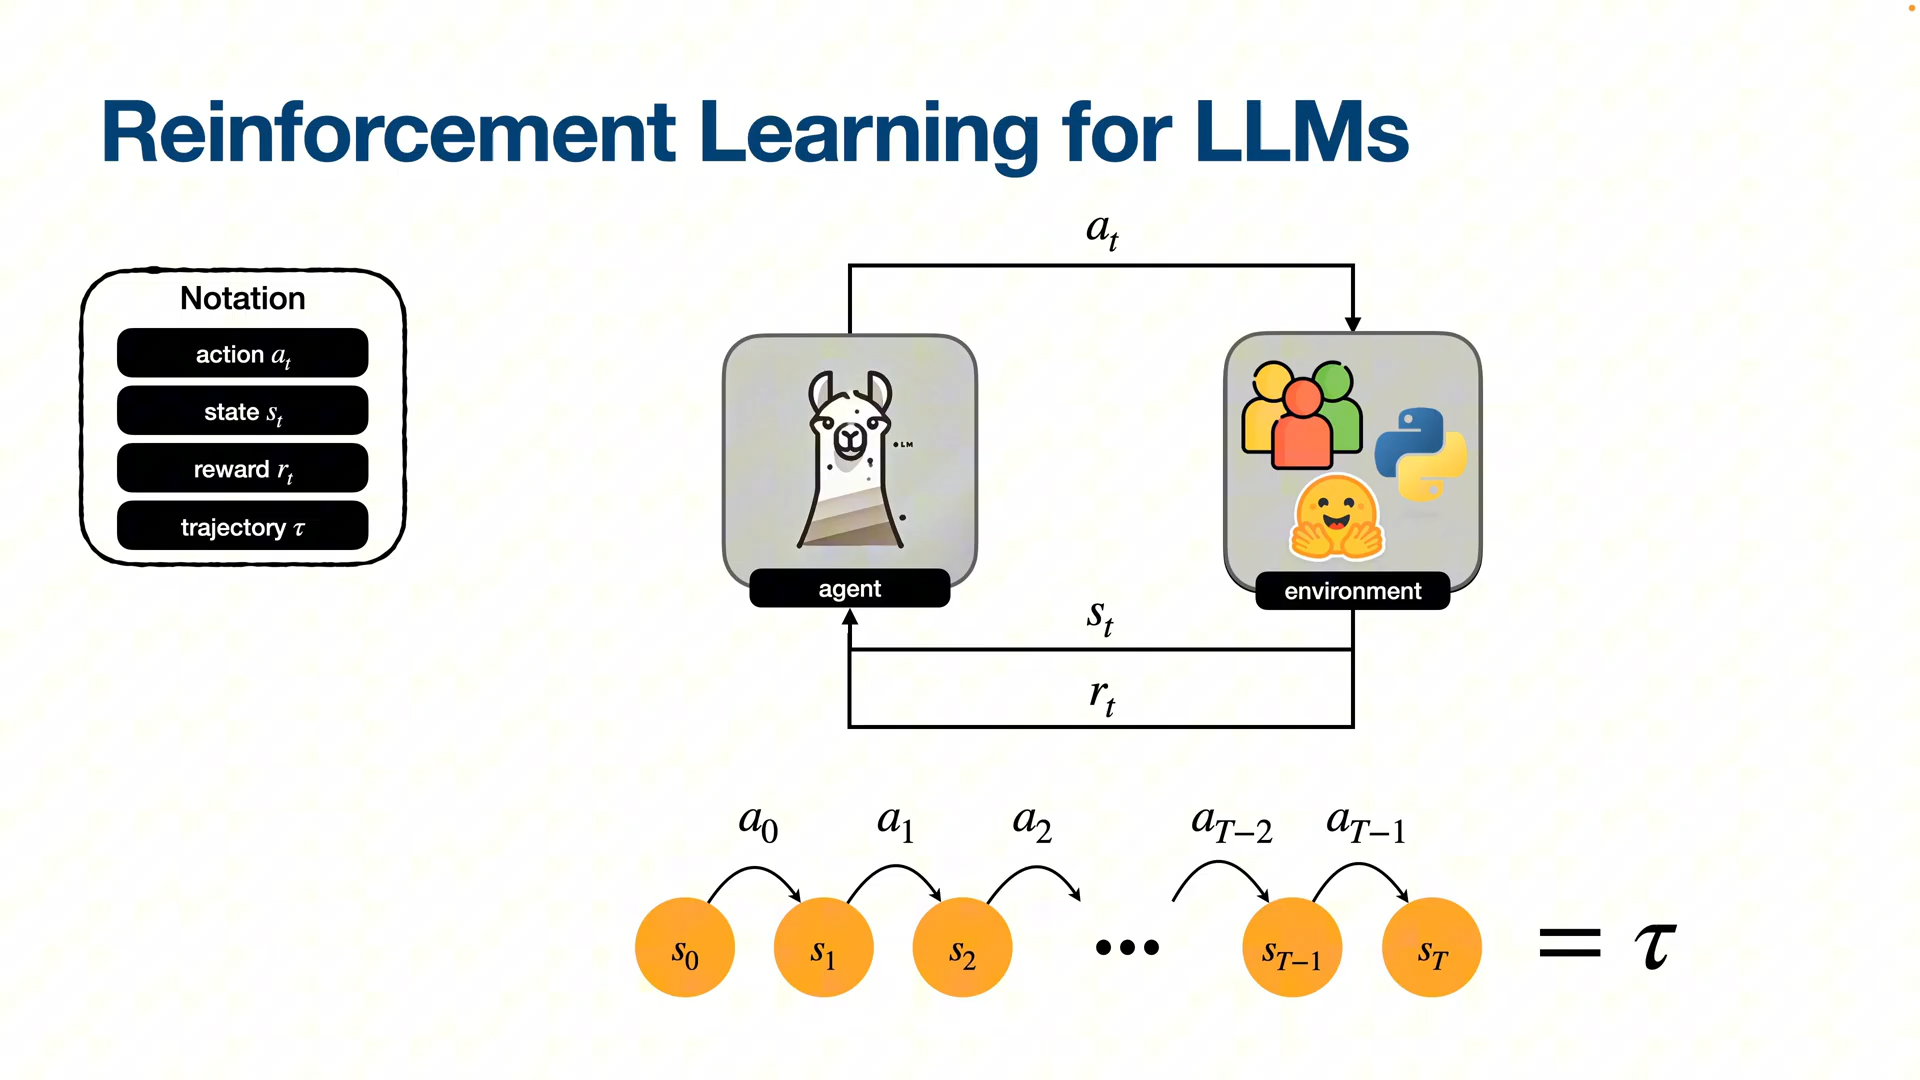 Reinforcement Learning for LLMs
Notation
action a_t
state s_t
reward r_t
trajectory τ
a_t
LM
agent
environment
s_t
r_t
a_0 a_1 a_2 a_{T−2} a_{T−1}
s_0 s_1 s_2 ••• s_{T−1} s_T = τ